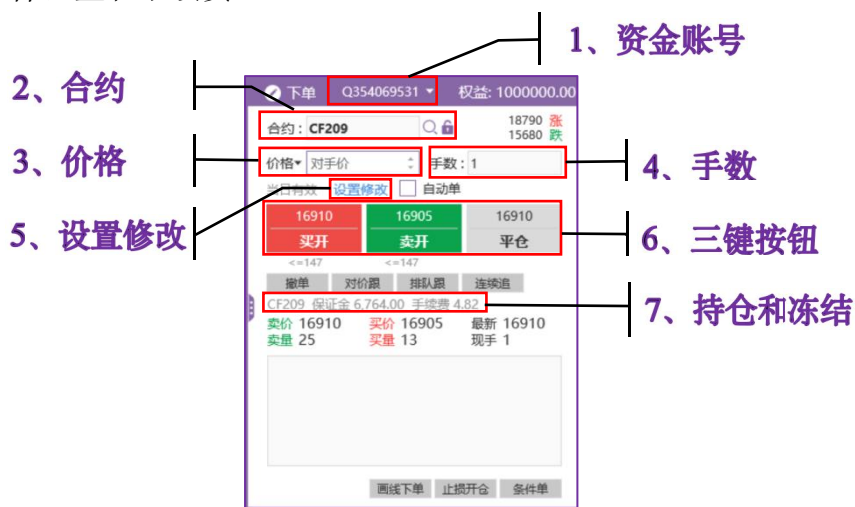 1、资金账号
2、合约
下单 Q354069531 权益: 1000000.00
合约: CF209 18790 涨
15680 跌
3、价格
价格 对手价 手数: 1
4、手数
当日有效 设置修改 自动单
5、设置修改
16910 16905 16910
买开 卖开 平仓
6、三键按钮
<=147 <=147
撤单 对价跟 排队跟 连续追
CF209 保证金 6,764.00 手续费 4.82
7、持仓和冻结
卖价 16910 买价 16905 最新 16910
卖量 25 买量 13 现手 1
画线下单 止损开仓 条件单